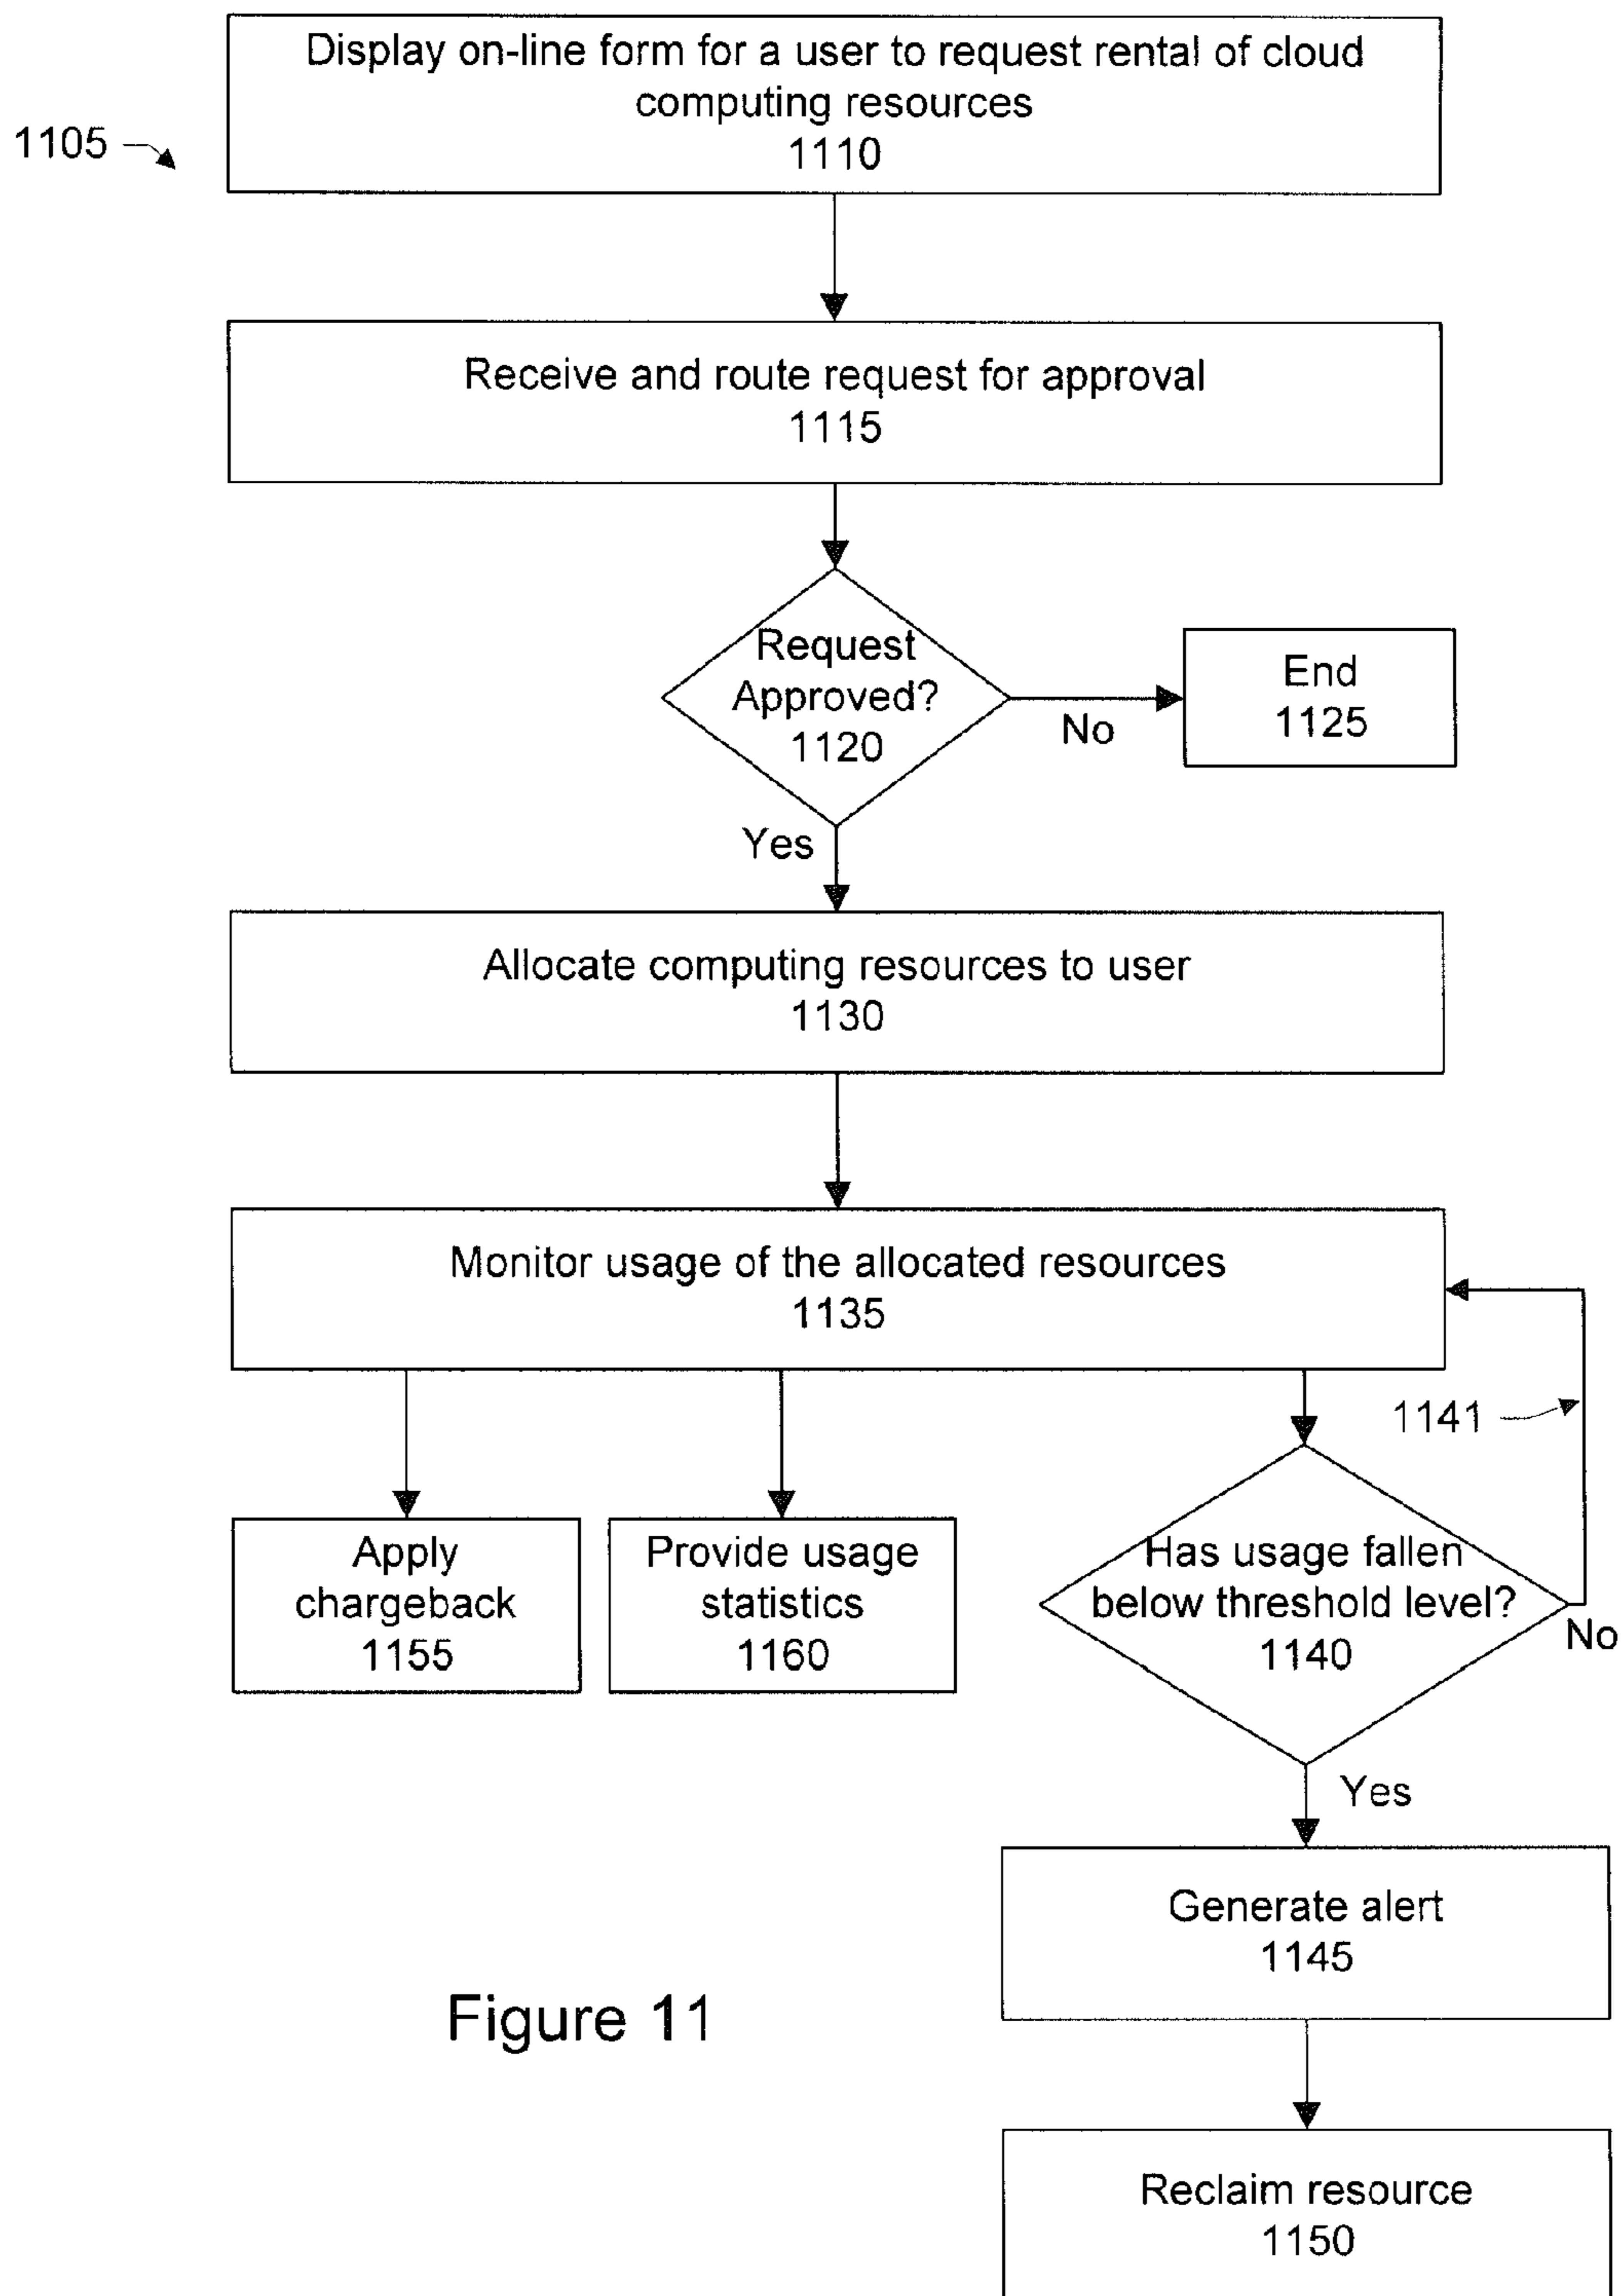 Display on-line form for a user to request rental of cloud
computing resources
1110
1105
Receive and route request for approval
1115
Request
Approved?
1120
No
End
1125
Yes
Allocate computing resources to user
1130
Monitor usage of the allocated resources
1135
1141
Apply
chargeback
1155
Provide usage
statistics
1160
Has usage fallen
below threshold level?
1140
No
Yes
Generate alert
1145
Figure 11
Reclaim resource
1150